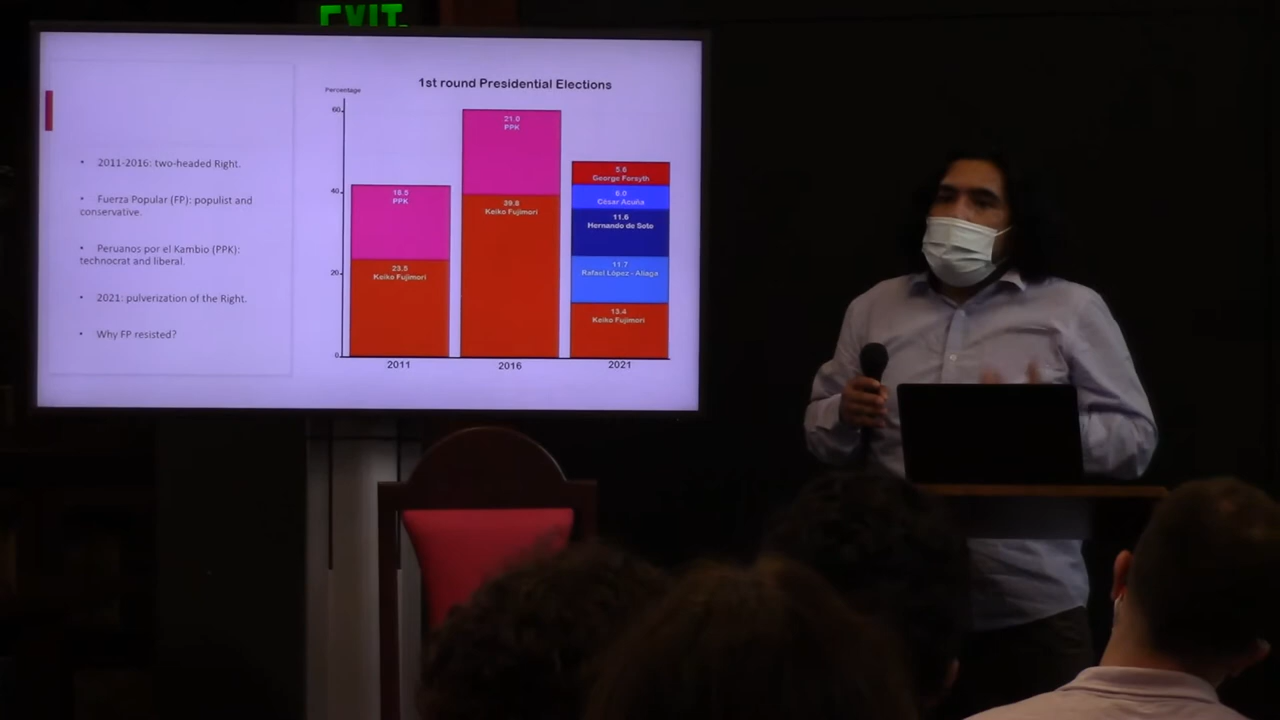 EXIT
• 2011-2016: two-headed Right.
• Fuerza Popular (FP): populist and
conservative.
• Peruanos por el Kambio (PPK):
technocrat and liberal.
• 2021: pulverization of the Right.
• Why FP resisted?
1st round Presidential Elections
Percentage
60
40
20
0
18.5
PPK
23.5
Keiko Fujimori
2011
21.0
PPK
39.8
Keiko Fujimori
2016
5.6
George Forsyth
6.0
César Acuña
11.6
Hernando de Soto
11.7
Rafael López - Aliaga
13.4
Keiko Fujimori
2021